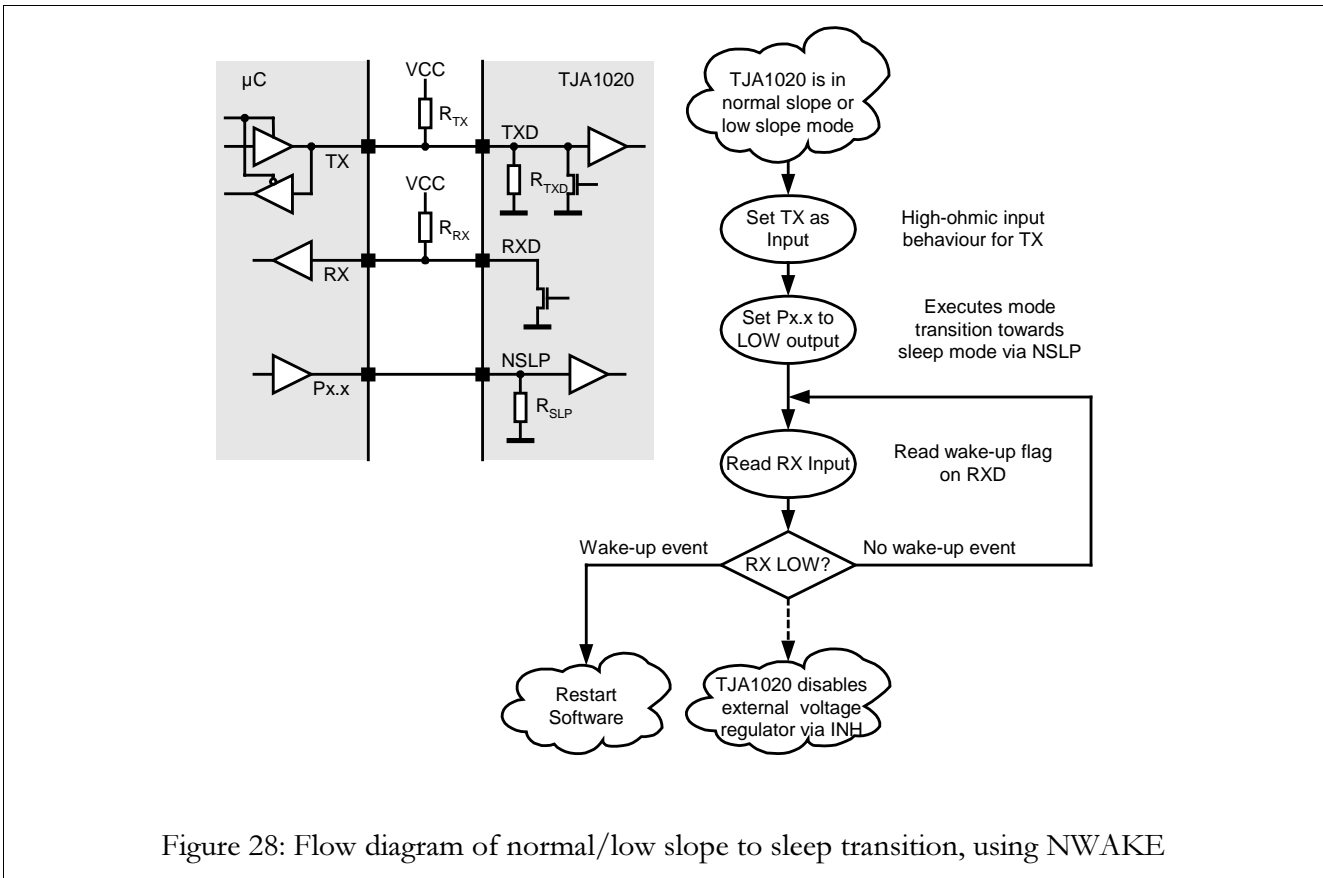 µC
VCC
TJA1020
R_TX
TXD
TX
R_TXD
VCC
R_RX
RXD
RX
NSLP
Px.x
R_SLP
TJA1020 is in
normal slope or
low slope mode
Set TX as
Input
High-ohmic input
behaviour for TX
Set Px.x to
LOW output
Executes mode
transition towards
sleep mode via NSLP
Read RX Input
Read wake-up flag
on RXD
Wake-up event
RX LOW?
No wake-up event
Restart
Software
TJA1020 disables
external voltage
regulator via INH
Figure 28: Flow diagram of normal/low slope to sleep transition, using NWAKE